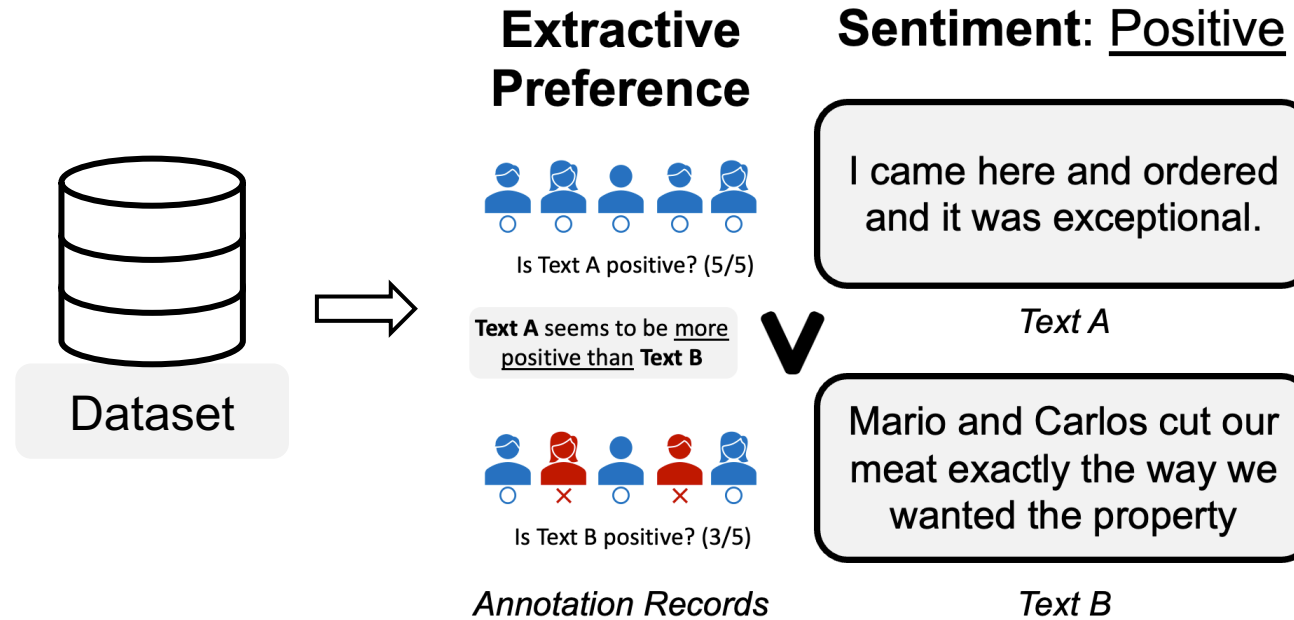 Extractive
Preference
Sentiment: Positive
Is Text A positive? (5/5)
I came here and ordered
and it was exceptional.
Text A
Text A seems to be more
positive than Text B
Dataset
Is Text B positive? (3/5)
Mario and Carlos cut our
meat exactly the way we
wanted the property
Annotation Records
Text B